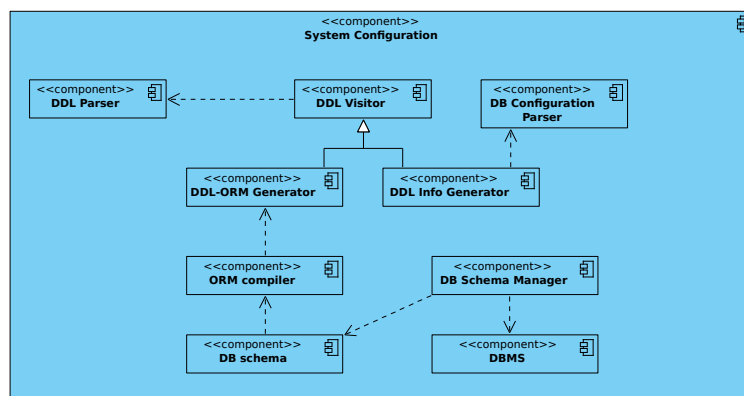 <<component>>
System Configuration
<<component>>
DDL Parser
<<component>>
DDL Visitor
<<component>>
DB Configuration
Parser
<<component>>
DDL-ORM Generator
<<component>>
DDL Info Generator
<<component>>
ORM compiler
<<component>>
DB Schema Manager
<<component>>
DB schema
<<component>>
DBMS